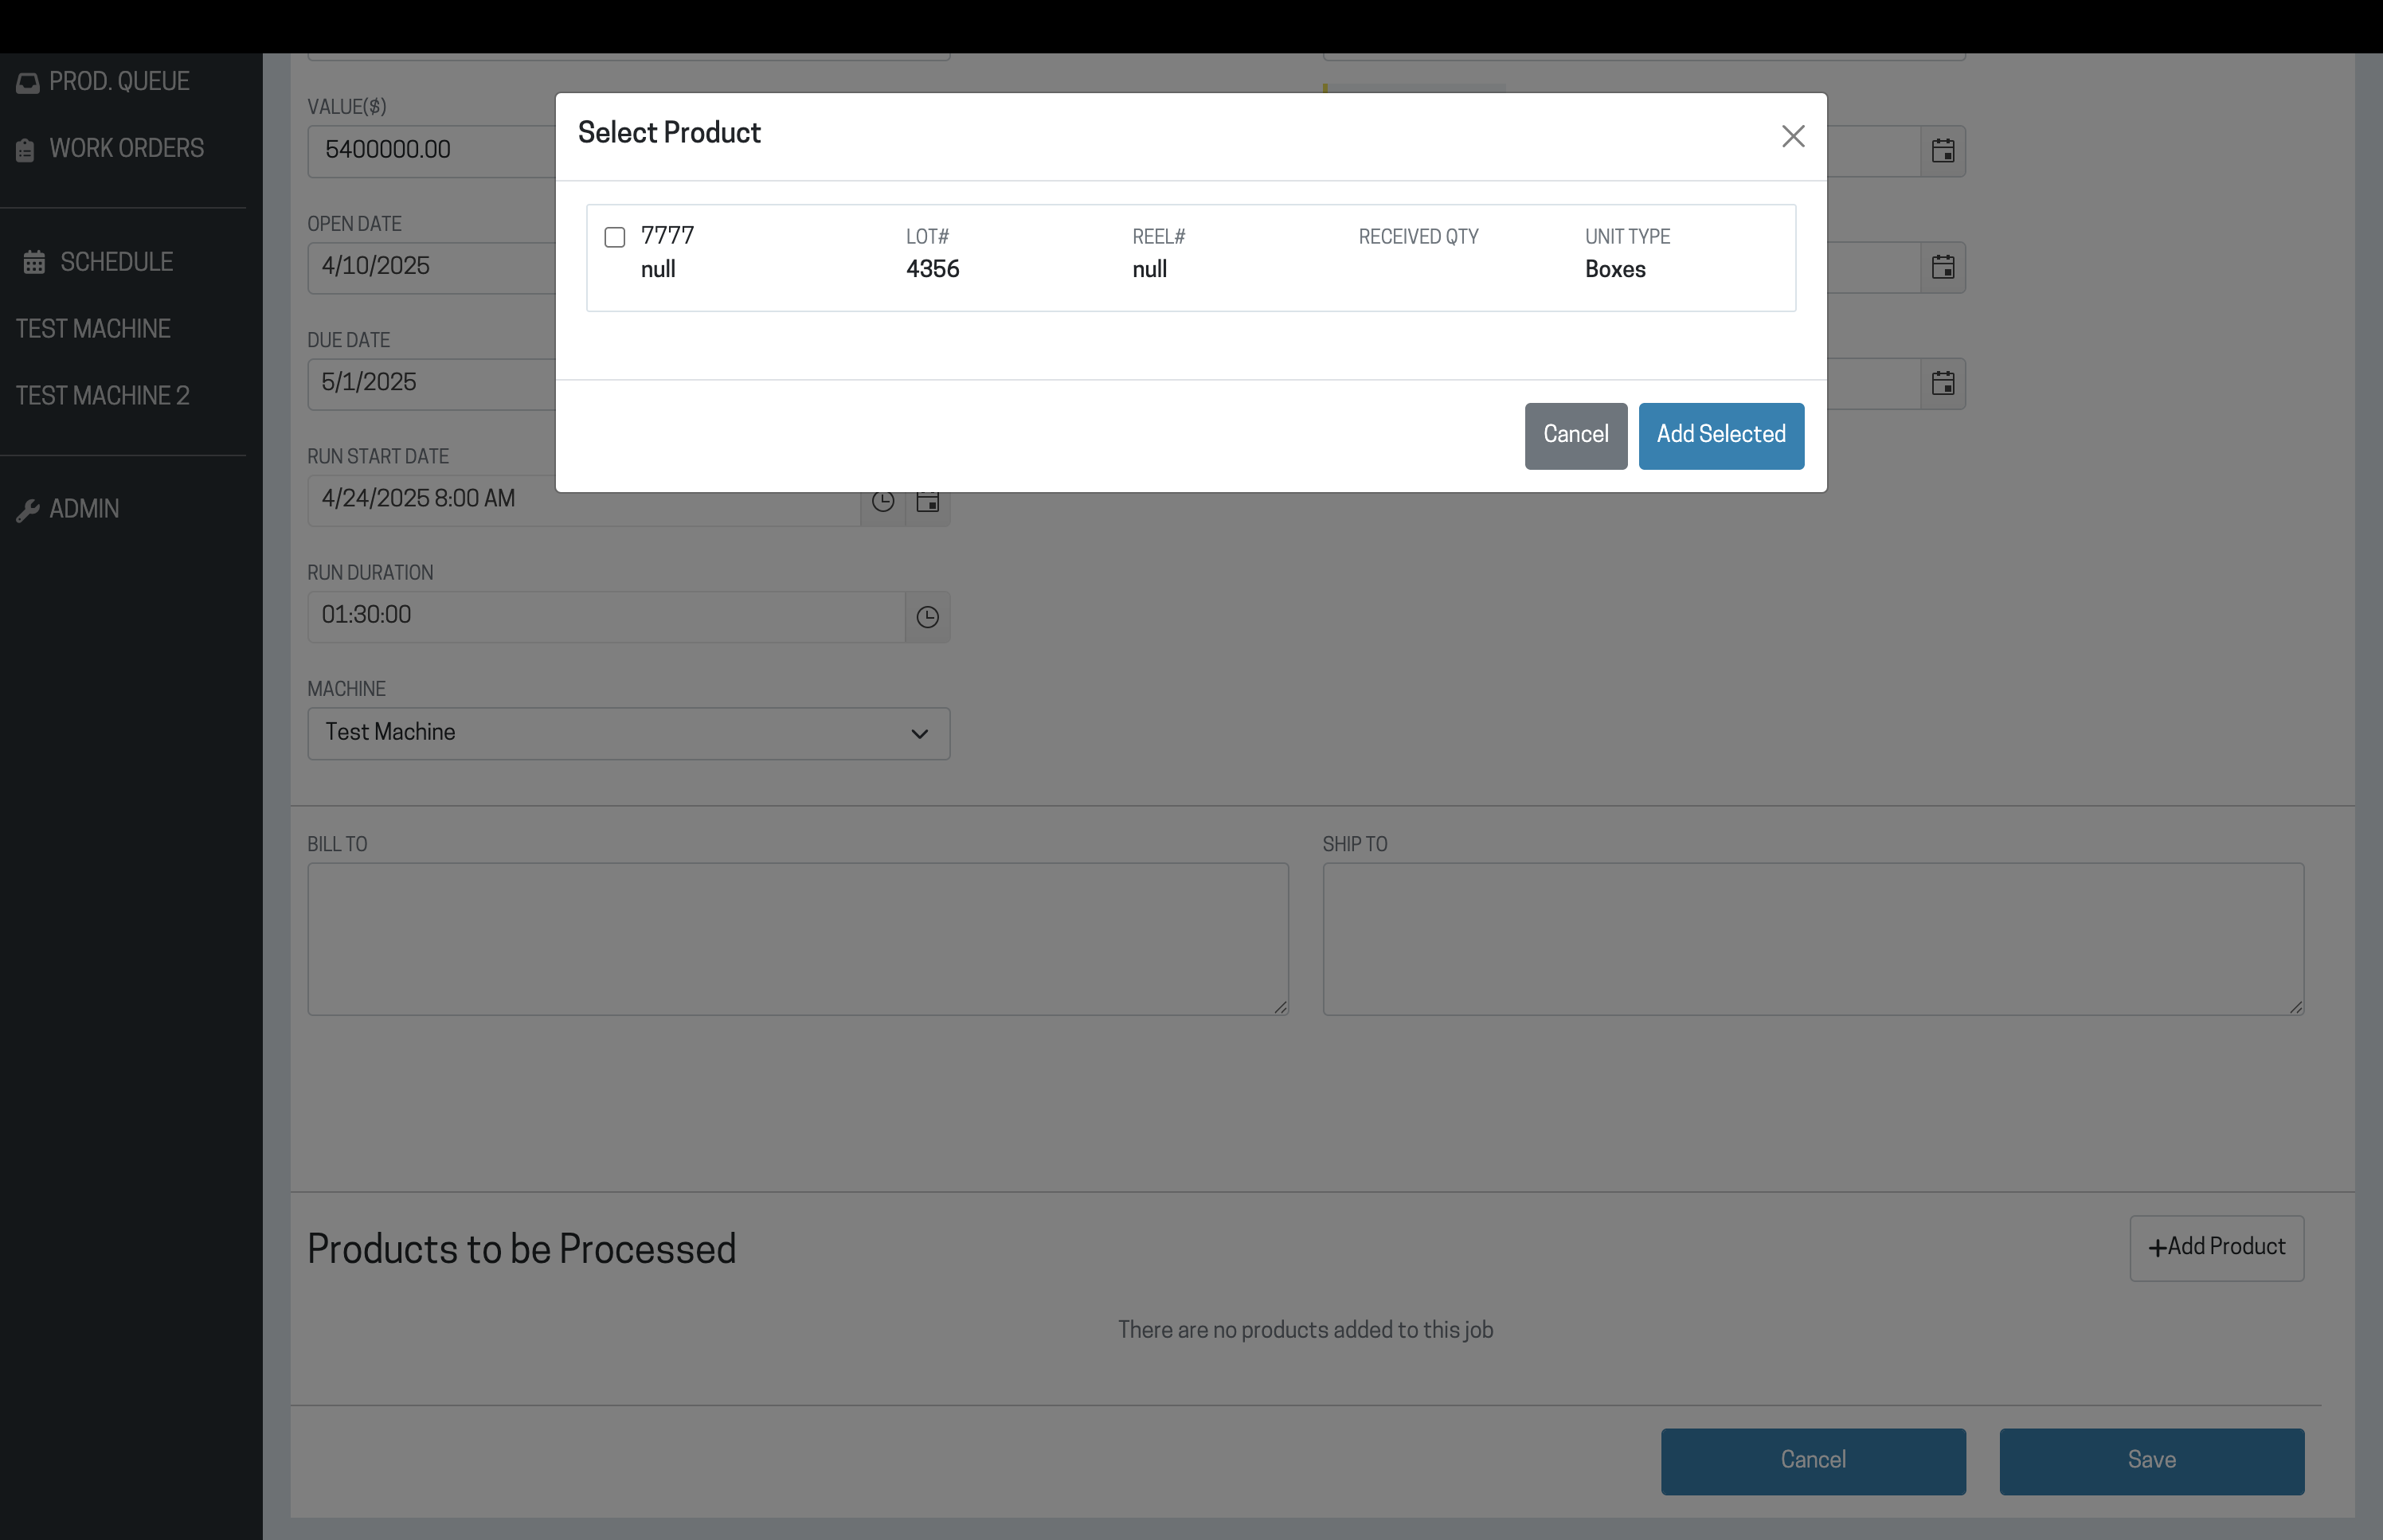 PROD. QUEUE
WORK ORDERS
SCHEDULE
TEST MACHINE
TEST MACHINE 2
ADMIN
VALUE($)
5400000.00
OPEN DATE
4/10/2025
DUE DATE
5/1/2025
RUN START DATE
4/24/2025 8:00 AM
RUN DURATION
01:30:00
MACHINE
Test Machine
Select Product
7777 LOT# REEL# RECEIVED QTY UNIT TYPE
null 4356 null Boxes
Cancel Add Selected
BILL TO SHIP TO
Products to be Processed
+Add Product
There are no products added to this job
Cancel Save